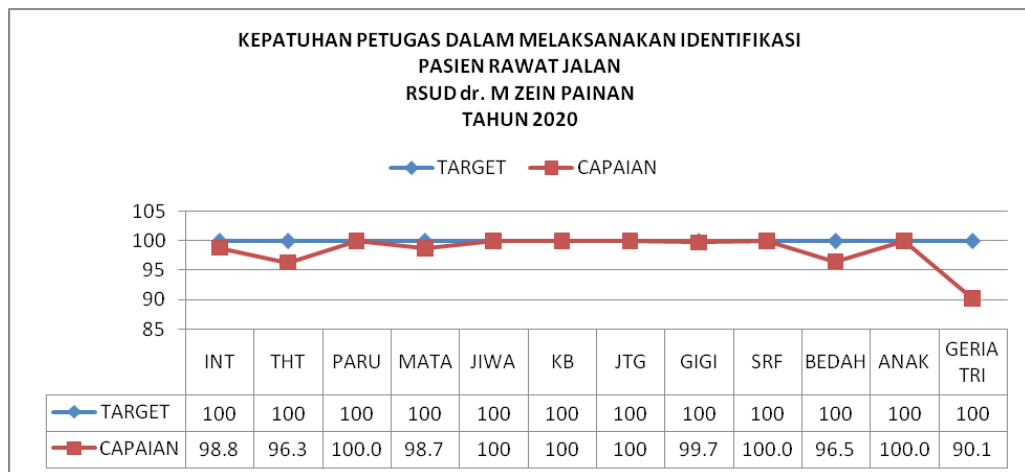 KEPATUHAN PETUGAS DALAM MELAKSANAKAN IDENTIFIKASI
PASIEN RAWAT JALAN
RSUD dr. M ZEIN PAINAN
TAHUN 2020
TARGET CAPAIAN
105
100
95
90
85
INT THT PARU MATA JIWA KB JTG GIGI SRF BEDAH ANAK GERIA
TRI
TARGET 100 100 100 100 100 100 100 100 100 100 100 100
CAPAIAN 98.8 96.3 100.0 98.7 100 100 100 99.7 100.0 96.5 100.0 90.1